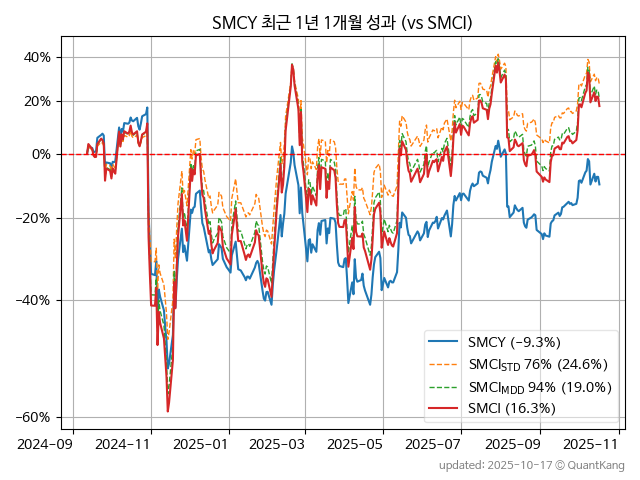 SMCY 최근 1년 1개월 성과 (vs SMCI)
40%
20%
0%
−20%
−40%
−60%
SMCY (−9.3%)
SMCI_STD 76% (24.6%)
SMCI_MDD 94% (19.0%)
SMCI (16.3%)
2024-09 2024-11 2025-01 2025-03 2025-05 2025-07 2025-09 2025-11
updated: 2025-10-17 © QuantKang